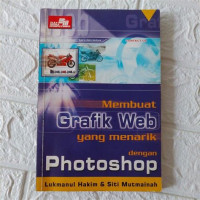 Membuat
Grafik Web
yang menarik
dengan
Photoshop
Lukmanul Hakim & Siti Mutmainah